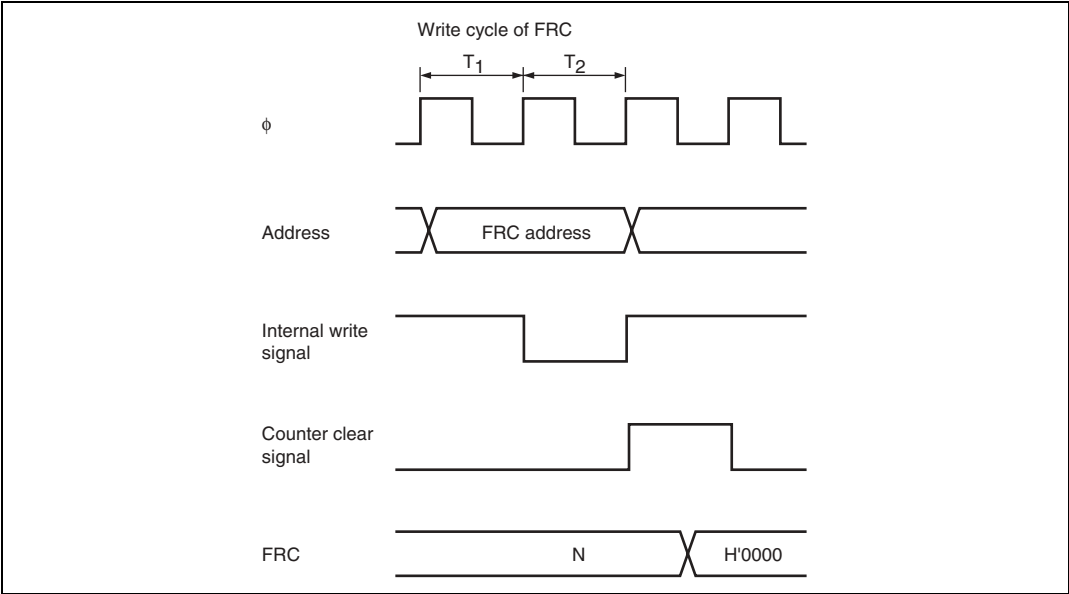 Write cycle of FRC
T1 T2
ϕ
Address
FRC address
Internal write
signal
Counter clear
signal
FRC
N
H'0000